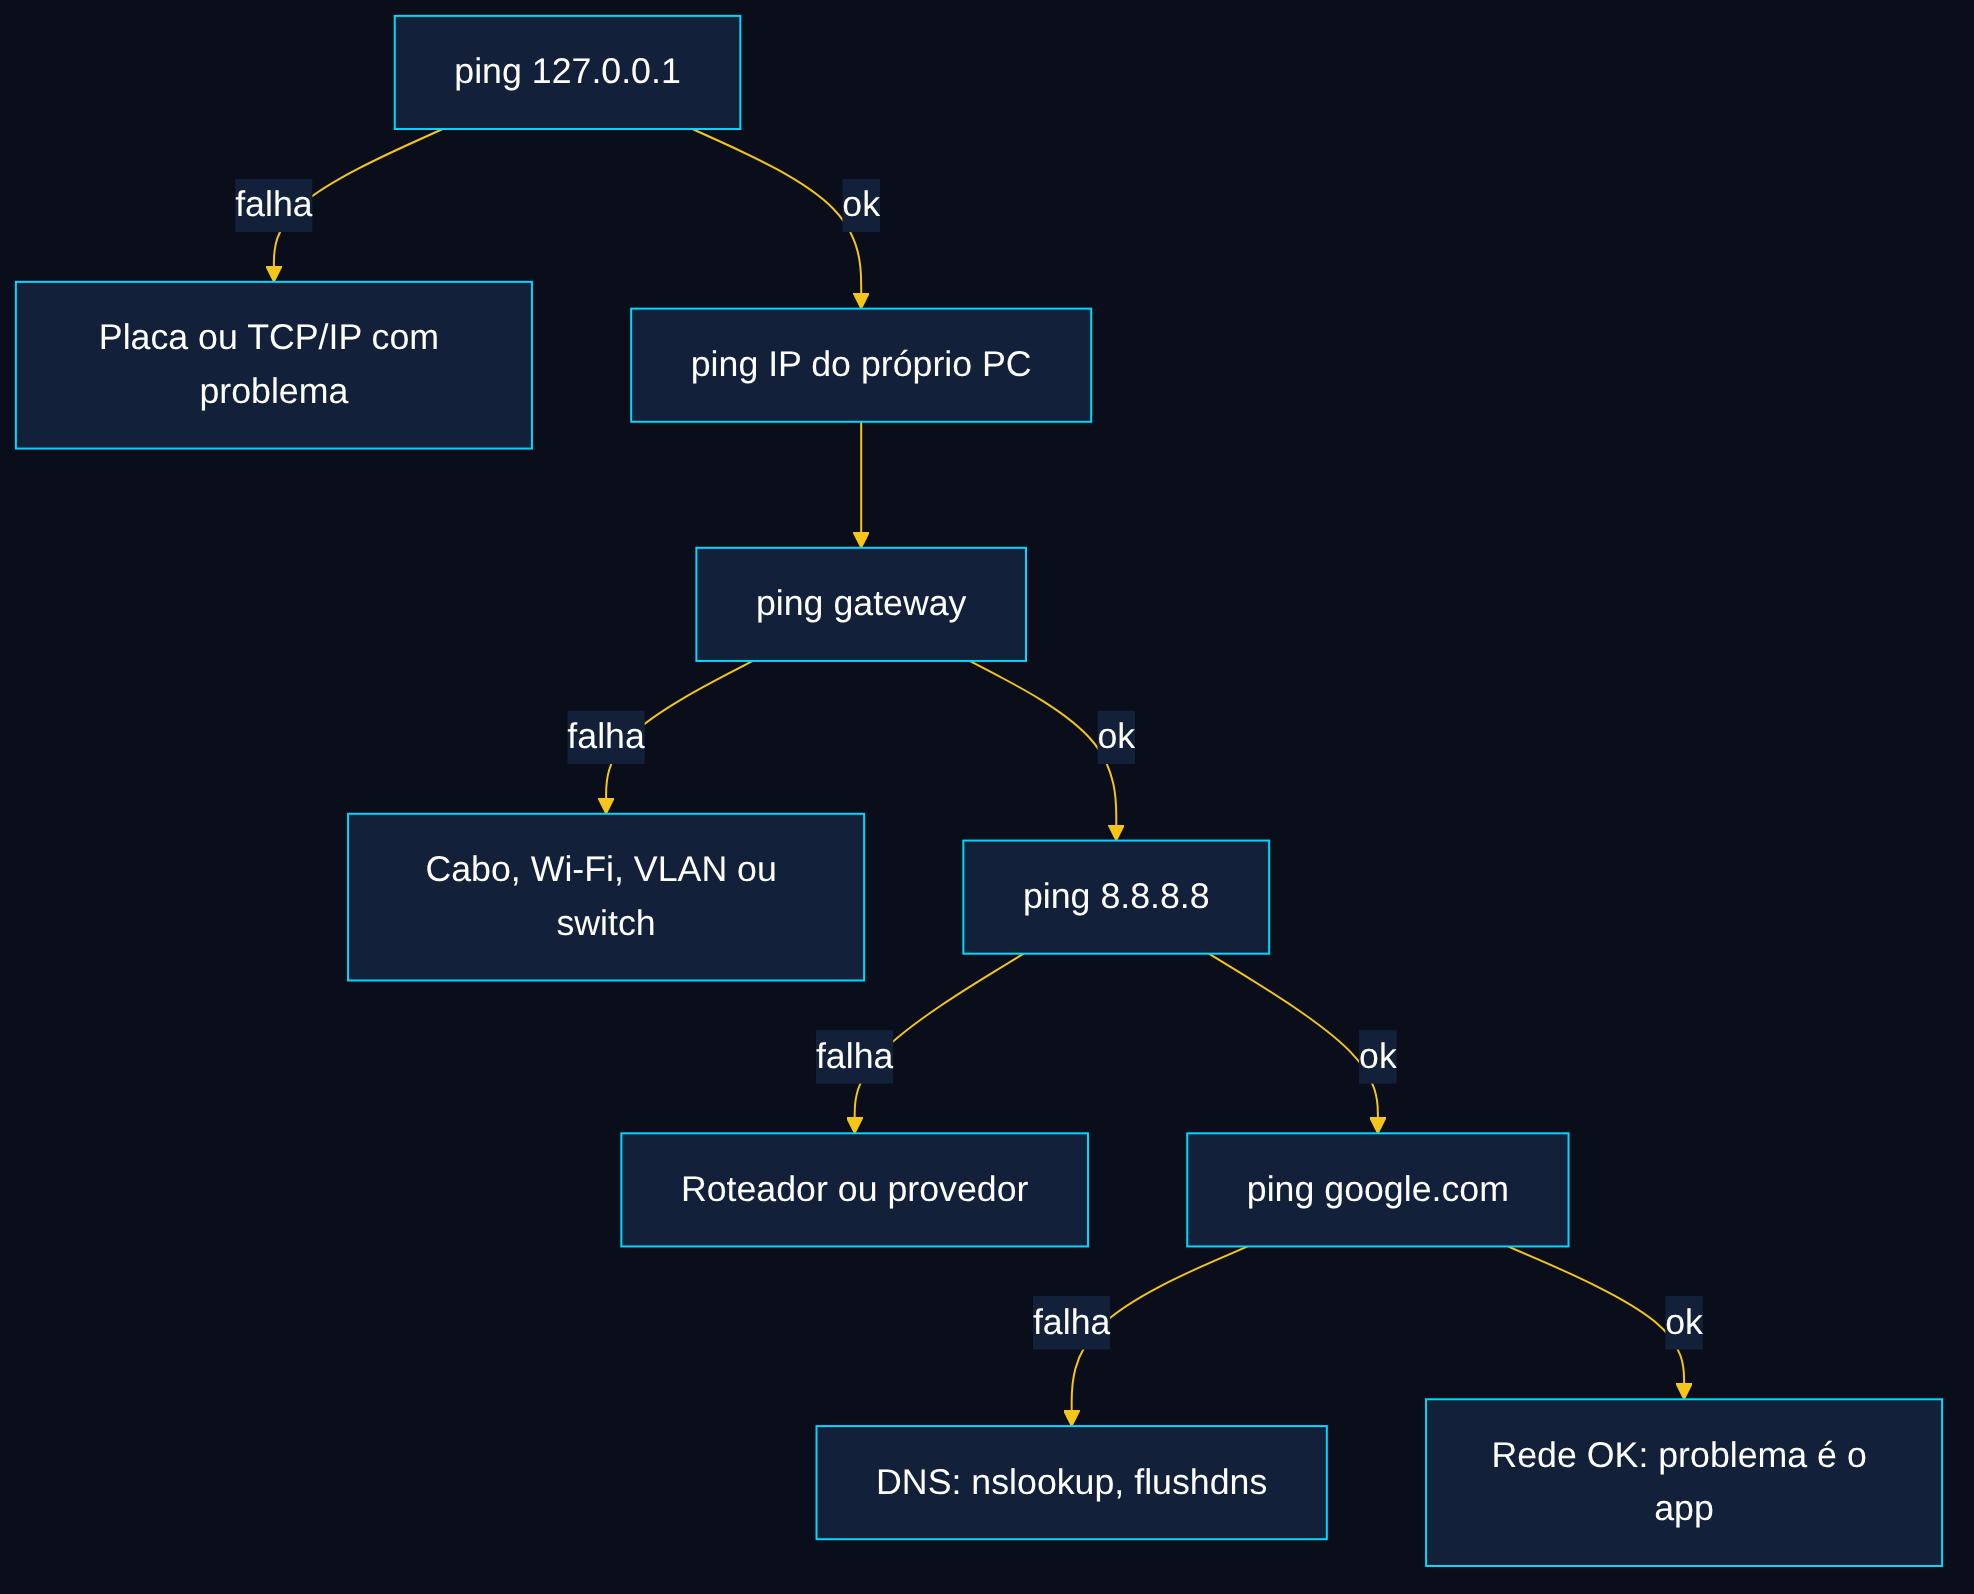 ping 127.0.0.1
falha
ok
Placa ou TCP/IP com
problema
ping IP do próprio PC
ping gateway
falha
ok
Cabo, Wi-Fi, VLAN ou
switch
ping 8.8.8.8
falha
ok
Roteador ou provedor
ping google.com
falha
ok
DNS: nslookup, flushdns
Rede OK: problema é o
app